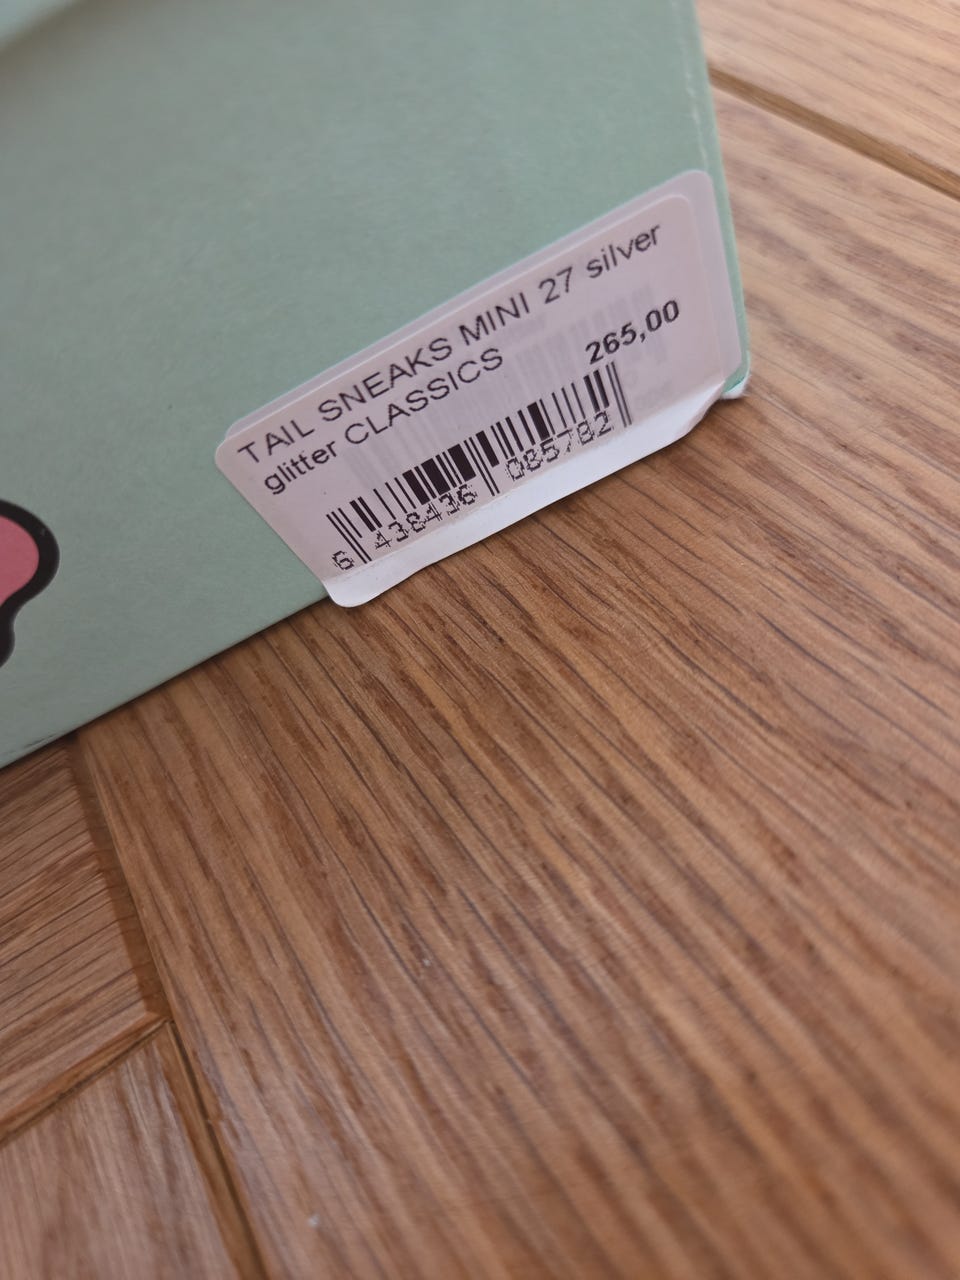 TAIL SNEAKS MINI 27 silver
glitter CLASSICS
265,00
6 438436 085782